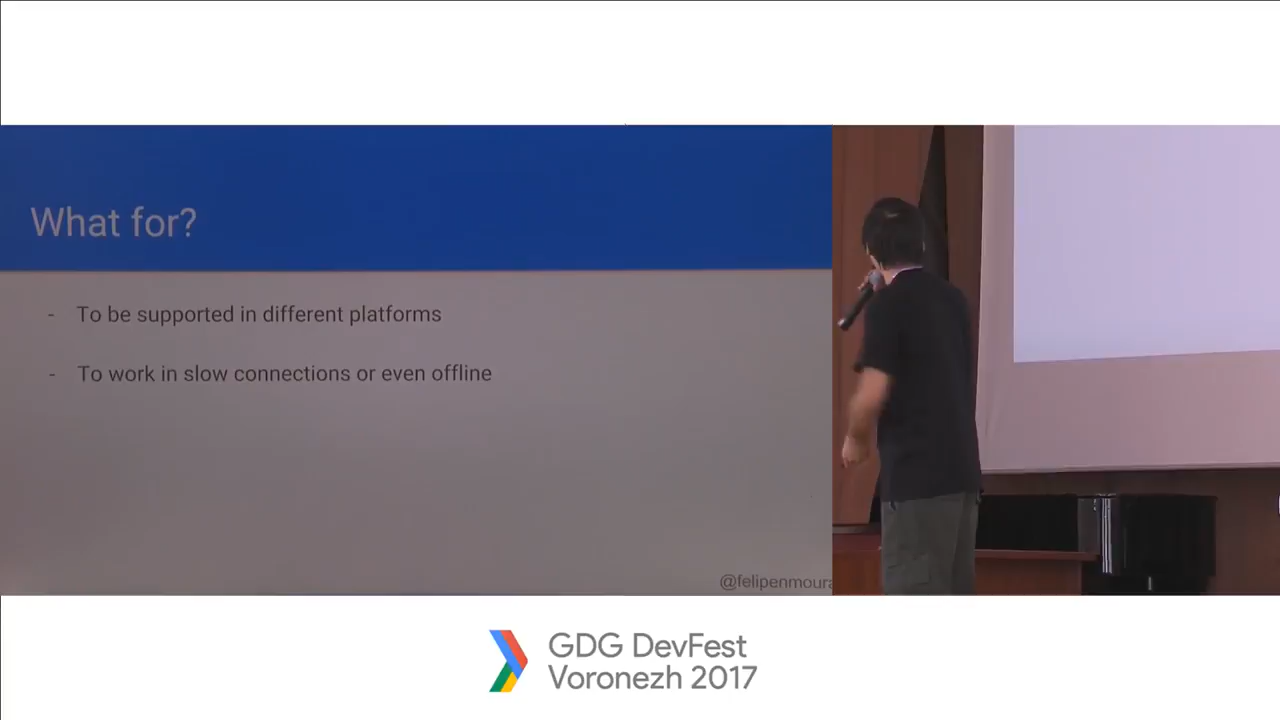 What for?
- To be supported in different platforms
- To work in slow connections or even offline
@felipenmoura
GDG DevFest
Voronezh 2017